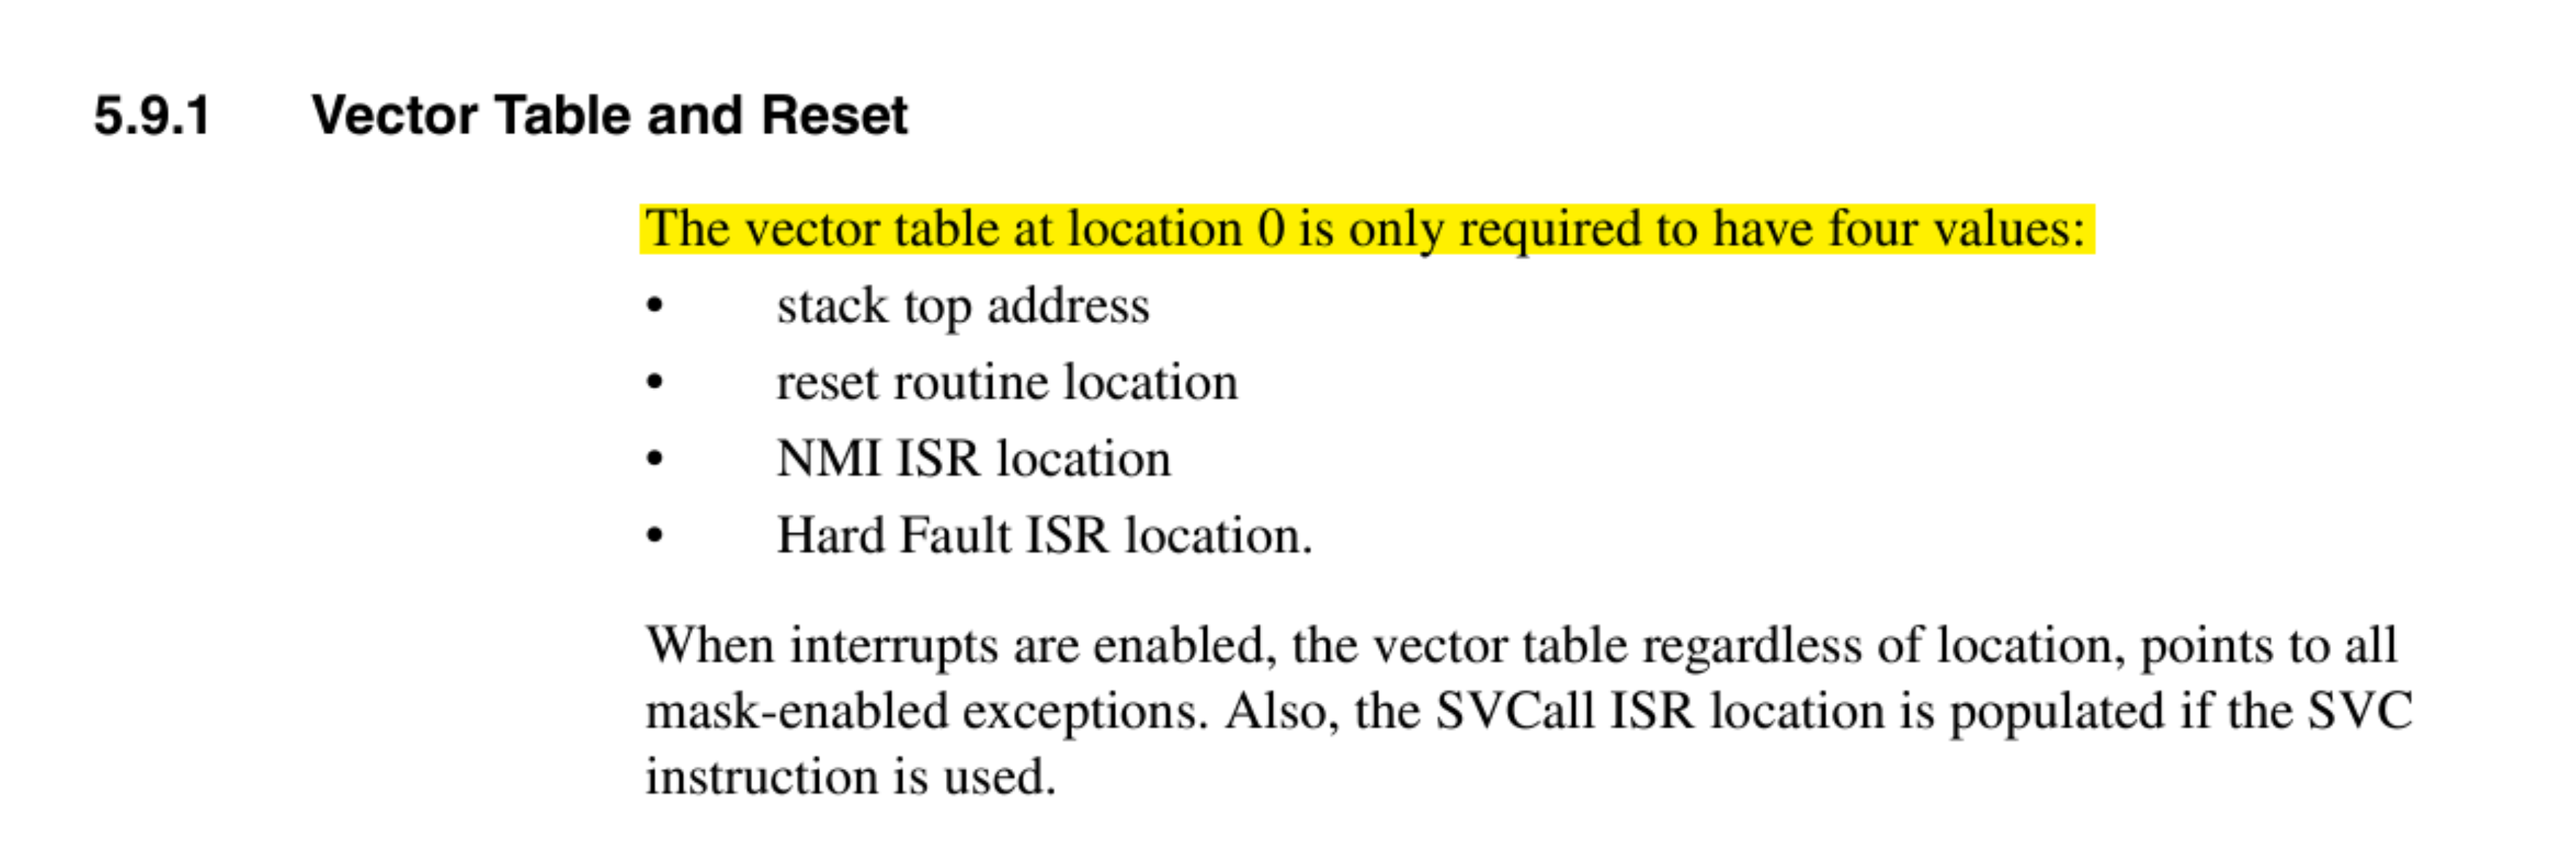 5.9.1 Vector Table and Reset
The vector table at location 0 is only required to have four values:
• stack top address
• reset routine location
• NMI ISR location
• Hard Fault ISR location.
When interrupts are enabled, the vector table regardless of location, points to all
mask-enabled exceptions. Also, the SVCall ISR location is populated if the SVC
instruction is used.